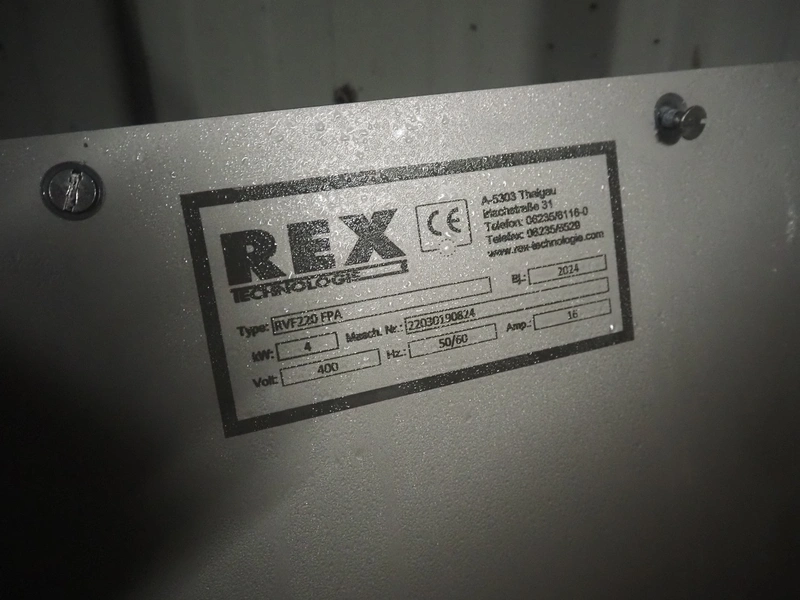 REX
TECHNOLOGIE
CE
A-5303 Thalgau
Irlachstraße 31
Telefon: 06235/6116-0
Telefax: 06235/6529
www.rex-technologie.com
Type: RVF220 FPA Bj.: 2024
kW: 4 Masch. Nr.: 22030190824
Volt: 400 Hz.: 50/60 Amp.: 16